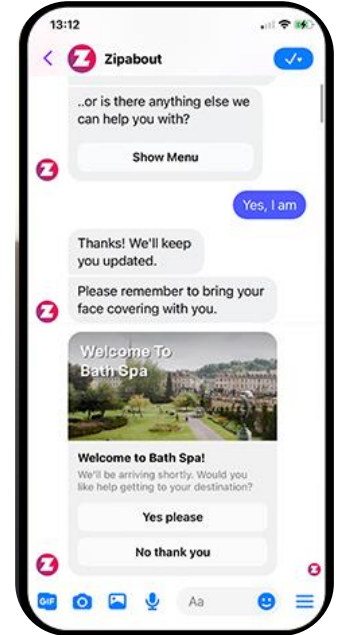 13:12
Zipabout
..or is there anything else we
can help you with?
Show Menu
Yes, I am
Thanks! We'll keep
you updated.
Please remember to bring your
face covering with you.
Welcome To
Bath Spa
Welcome to Bath Spa!
We'll be arriving shortly. Would you
like help getting to your destination?
Yes please
No thank you
GIF
Aa